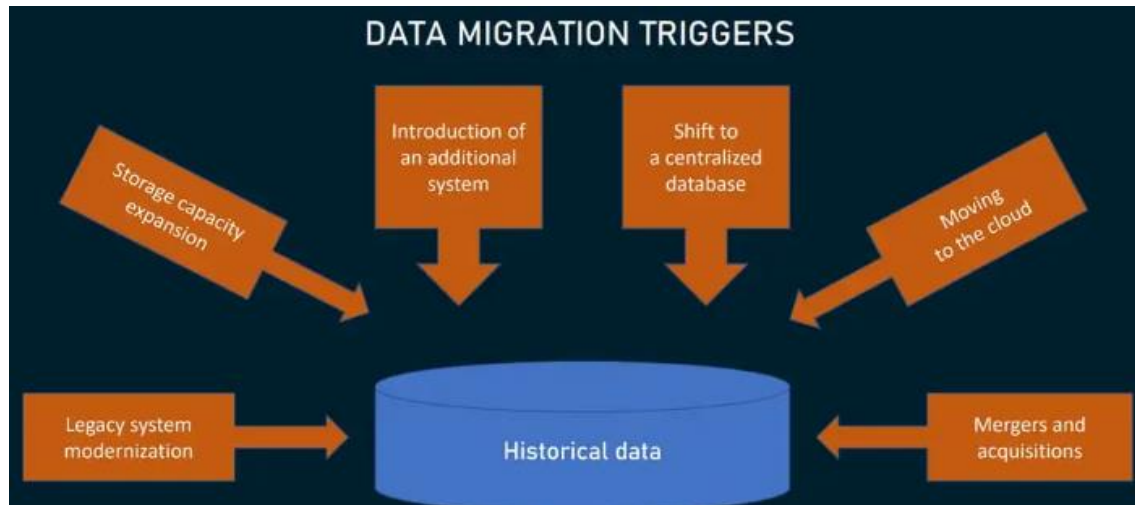 DATA MIGRATION TRIGGERS
Introduction of
an additional
system
Shift to
a centralized
database
Storage capacity
expansion
Moving
to the cloud
Legacy system
modernization
Historical data
Mergers and
acquisitions